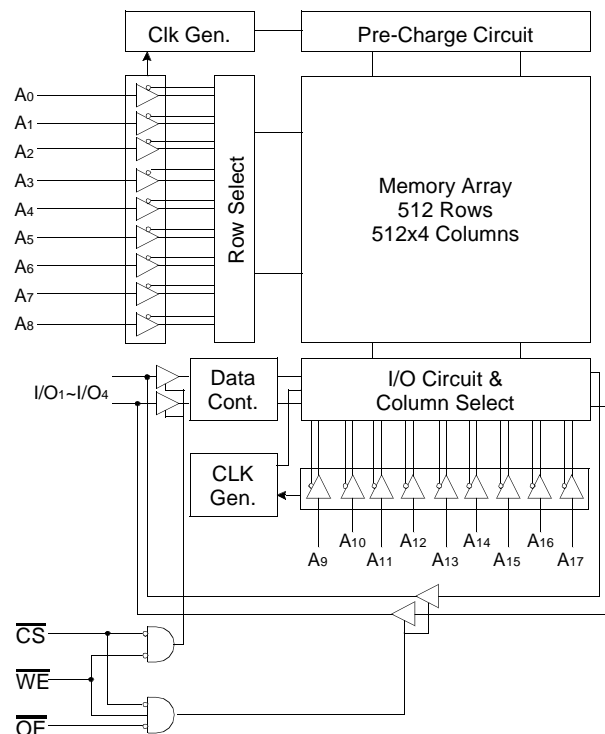 Clk Gen.
Pre-Charge Circuit
A0
A1
A2
A3
A4
A5
A6
A7
A8
Row Select
Memory Array
512 Rows
512x4 Columns
I/O1~I/O4
Data
Cont.
I/O Circuit &
Column Select
CLK
Gen.
A9
A10
A11
A12
A13
A14
A15
A16
A17
CS
WE
OE